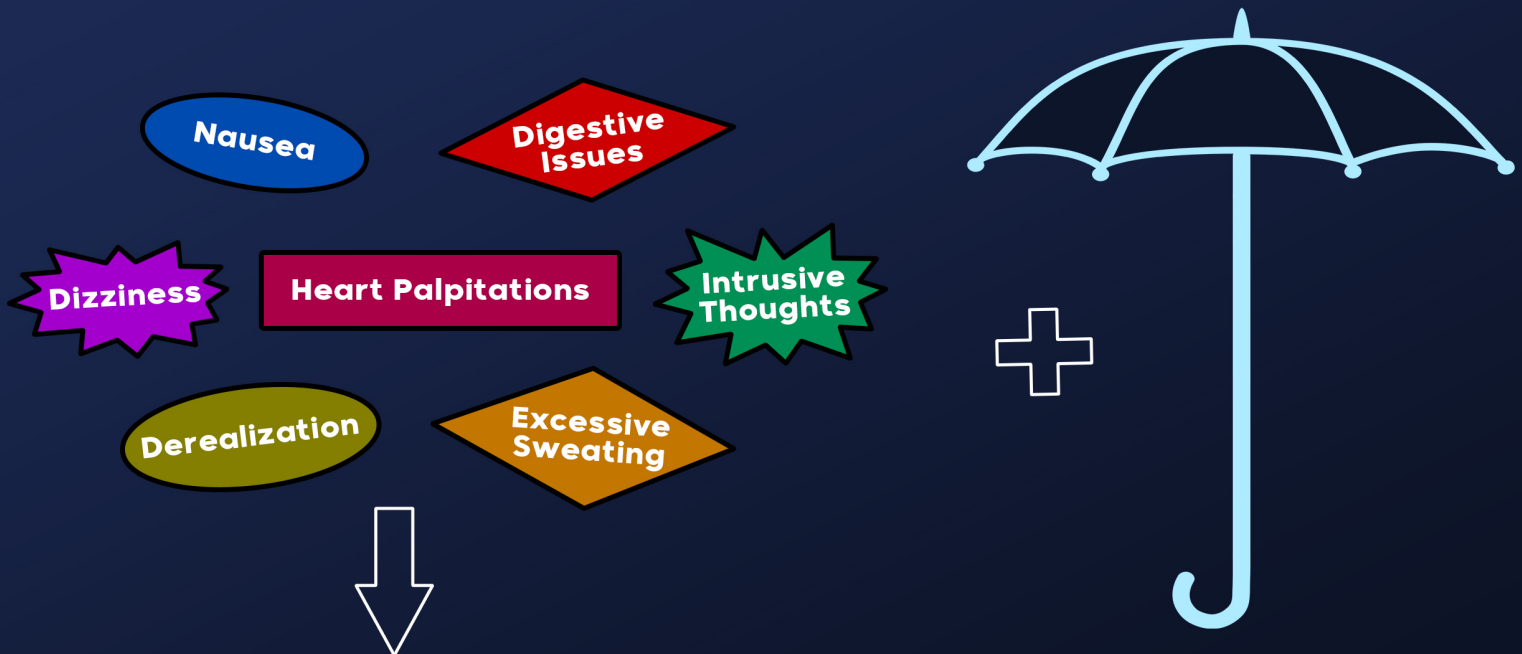 Nausea
Digestive
Issues
Dizziness
Heart Palpitations
Intrusive
Thoughts
Derealization
Excessive
Sweating